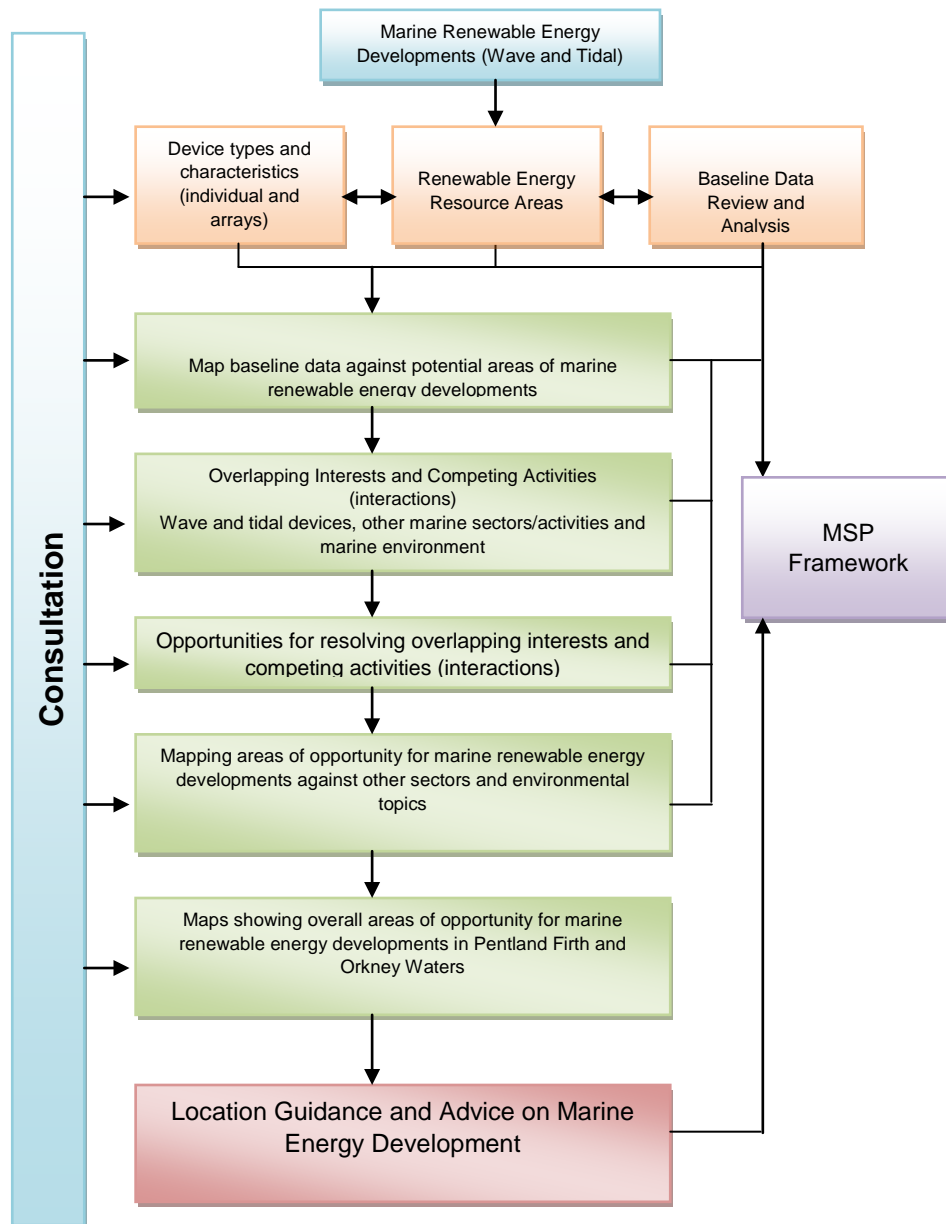 Marine Renewable Energy
Developments (Wave and Tidal)
Device types and
characteristics
(individual and
arrays)
Renewable Energy
Resource Areas
Baseline Data
Review and
Analysis
Map baseline data against potential areas of marine
renewable energy developments
Overlapping Interests and Competing Activities
(interactions)
Wave and tidal devices, other marine sectors/activities and
marine environment
MSP
Framework
Consultation
Opportunities for resolving overlapping interests and
competing activities (interactions)
Mapping areas of opportunity for marine renewable energy
developments against other sectors and environmental
topics
Maps showing overall areas of opportunity for marine
renewable energy developments in Pentland Firth and
Orkney Waters
Location Guidance and Advice on Marine
Energy Development